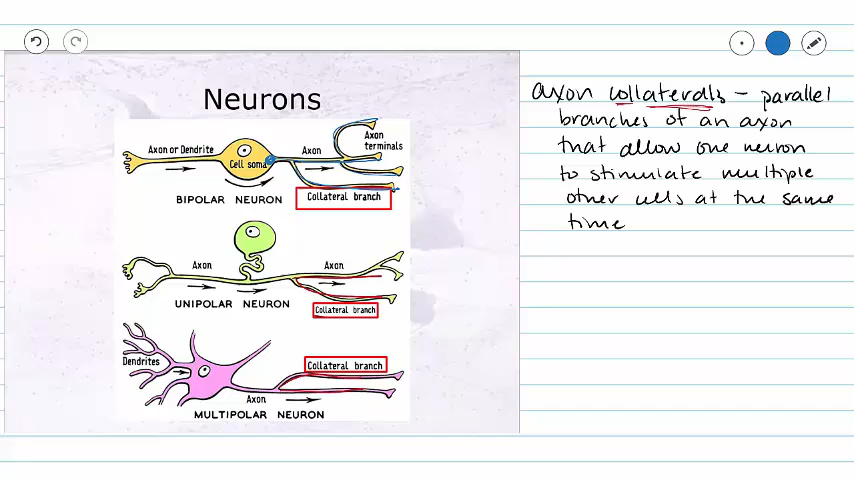 Neurons
Axon or Dendrite
Cell soma
Axon
Axon
terminals
BIPOLAR NEURON
Collateral branch
Axon
Axon
UNIPOLAR NEURON
Collateral branch
Dendrites
Collateral branch
Axon
MULTIPOLAR NEURON
axon collaterals - parallel
branches of an axon
that allow one neuron
to stimulate multiple
other cells at the same
time